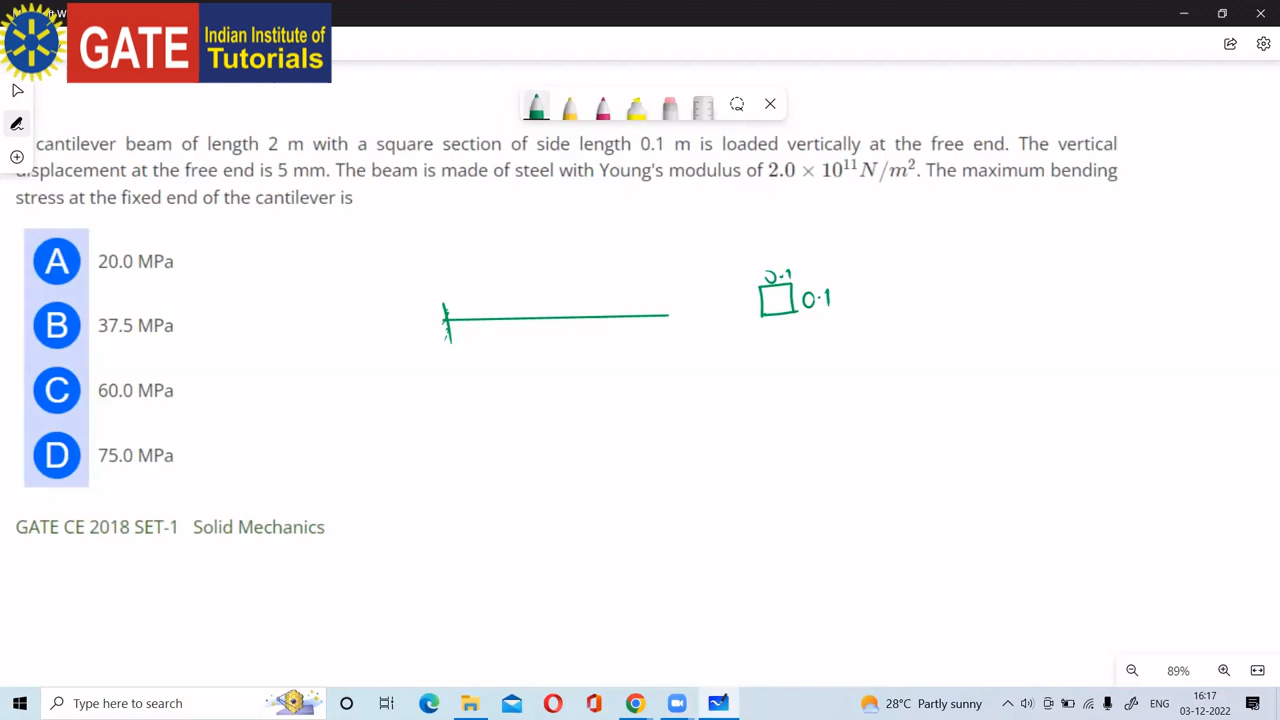 GATE
Indian Institute of
Tutorials
cantilever beam of length 2 m with a square section of side length 0.1 m is loaded vertically at the free end. The vertical
displacement at the free end is 5 mm. The beam is made of steel with Young's modulus of 2.0 × 10¹¹N/m². The maximum bending
stress at the fixed end of the cantilever is
A 20.0 MPa
B 37.5 MPa
C 60.0 MPa
D 75.0 MPa
0.1
0.1
GATE CE 2018 SET-1 Solid Mechanics
89%
Type here to search
28°C Partly sunny
ENG
16:17
03-12-2022